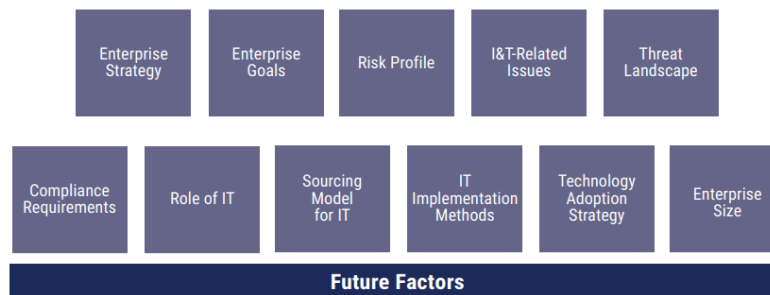 Enterprise
Strategy
Enterprise
Goals
Risk Profile
I&T-Related
Issues
Threat
Landscape
Compliance
Requirements
Role of IT
Sourcing
Model
for IT
IT
Implementation
Methods
Technology
Adoption
Strategy
Enterprise
Size
Future Factors